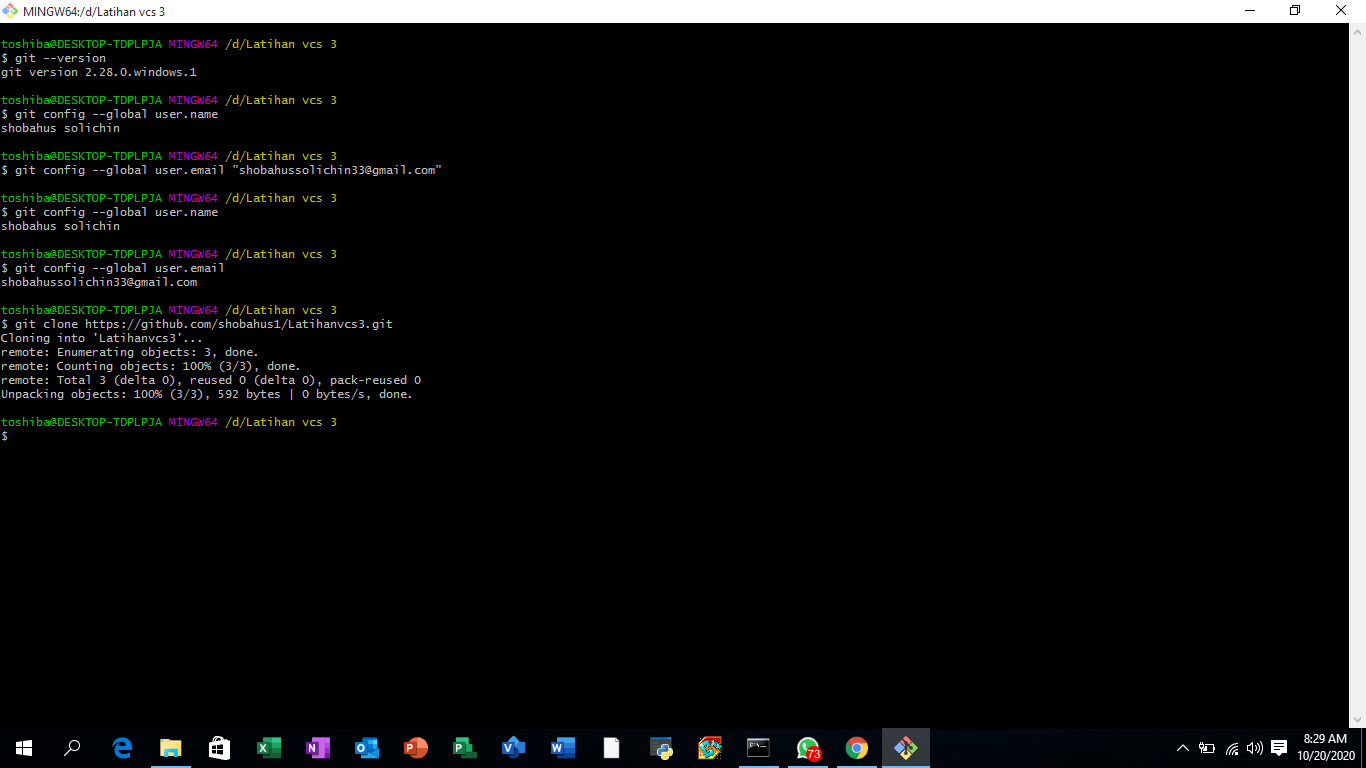 MINGW64:/d/Latihan vcs 3
toshiba@DESKTOP-TDPLPJA MINGW64 /d/Latihan vcs 3
$ git --version
git version 2.28.0.windows.1
toshiba@DESKTOP-TDPLPJA MINGW64 /d/Latihan vcs 3
$ git config --global user.name
shobahus solichin
toshiba@DESKTOP-TDPLPJA MINGW64 /d/Latihan vcs 3
$ git config --global user.email "shobahussolichin33@gmail.com"
toshiba@DESKTOP-TDPLPJA MINGW64 /d/Latihan vcs 3
$ git config --global user.name
shobahus solichin
toshiba@DESKTOP-TDPLPJA MINGW64 /d/Latihan vcs 3
$ git config --global user.email
shobahussolichin33@gmail.com
toshiba@DESKTOP-TDPLPJA MINGW64 /d/Latihan vcs 3
$ git clone https://github.com/shobahus1/Latihanvcs3.git
Cloning into 'Latihanvcs3'...
remote: Enumerating objects: 3, done.
remote: Counting objects: 100% (3/3), done.
remote: Total 3 (delta 0), reused 0 (delta 0), pack-reused 0
Unpacking objects: 100% (3/3), 592 bytes | 0 bytes/s, done.
toshiba@DESKTOP-TDPLPJA MINGW64 /d/Latihan vcs 3
$
73
8:29 AM
10/20/2020